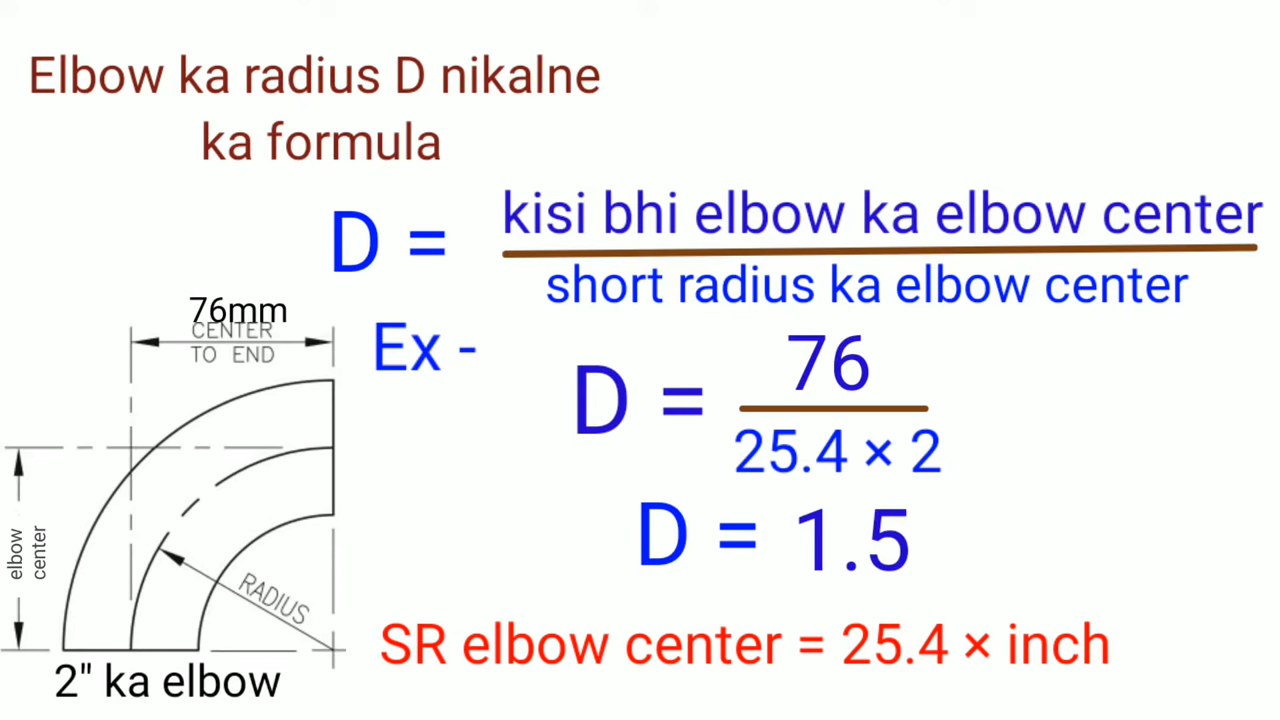 Elbow ka radius D nikalne
ka formula
D = kisi bhi elbow ka elbow center
short radius ka elbow center
76mm
CENTER
TO END
Ex -
D = 76
25.4 × 2
D = 1.5
elbow
center
RADIUS
SR elbow center = 25.4 × inch
2" ka elbow